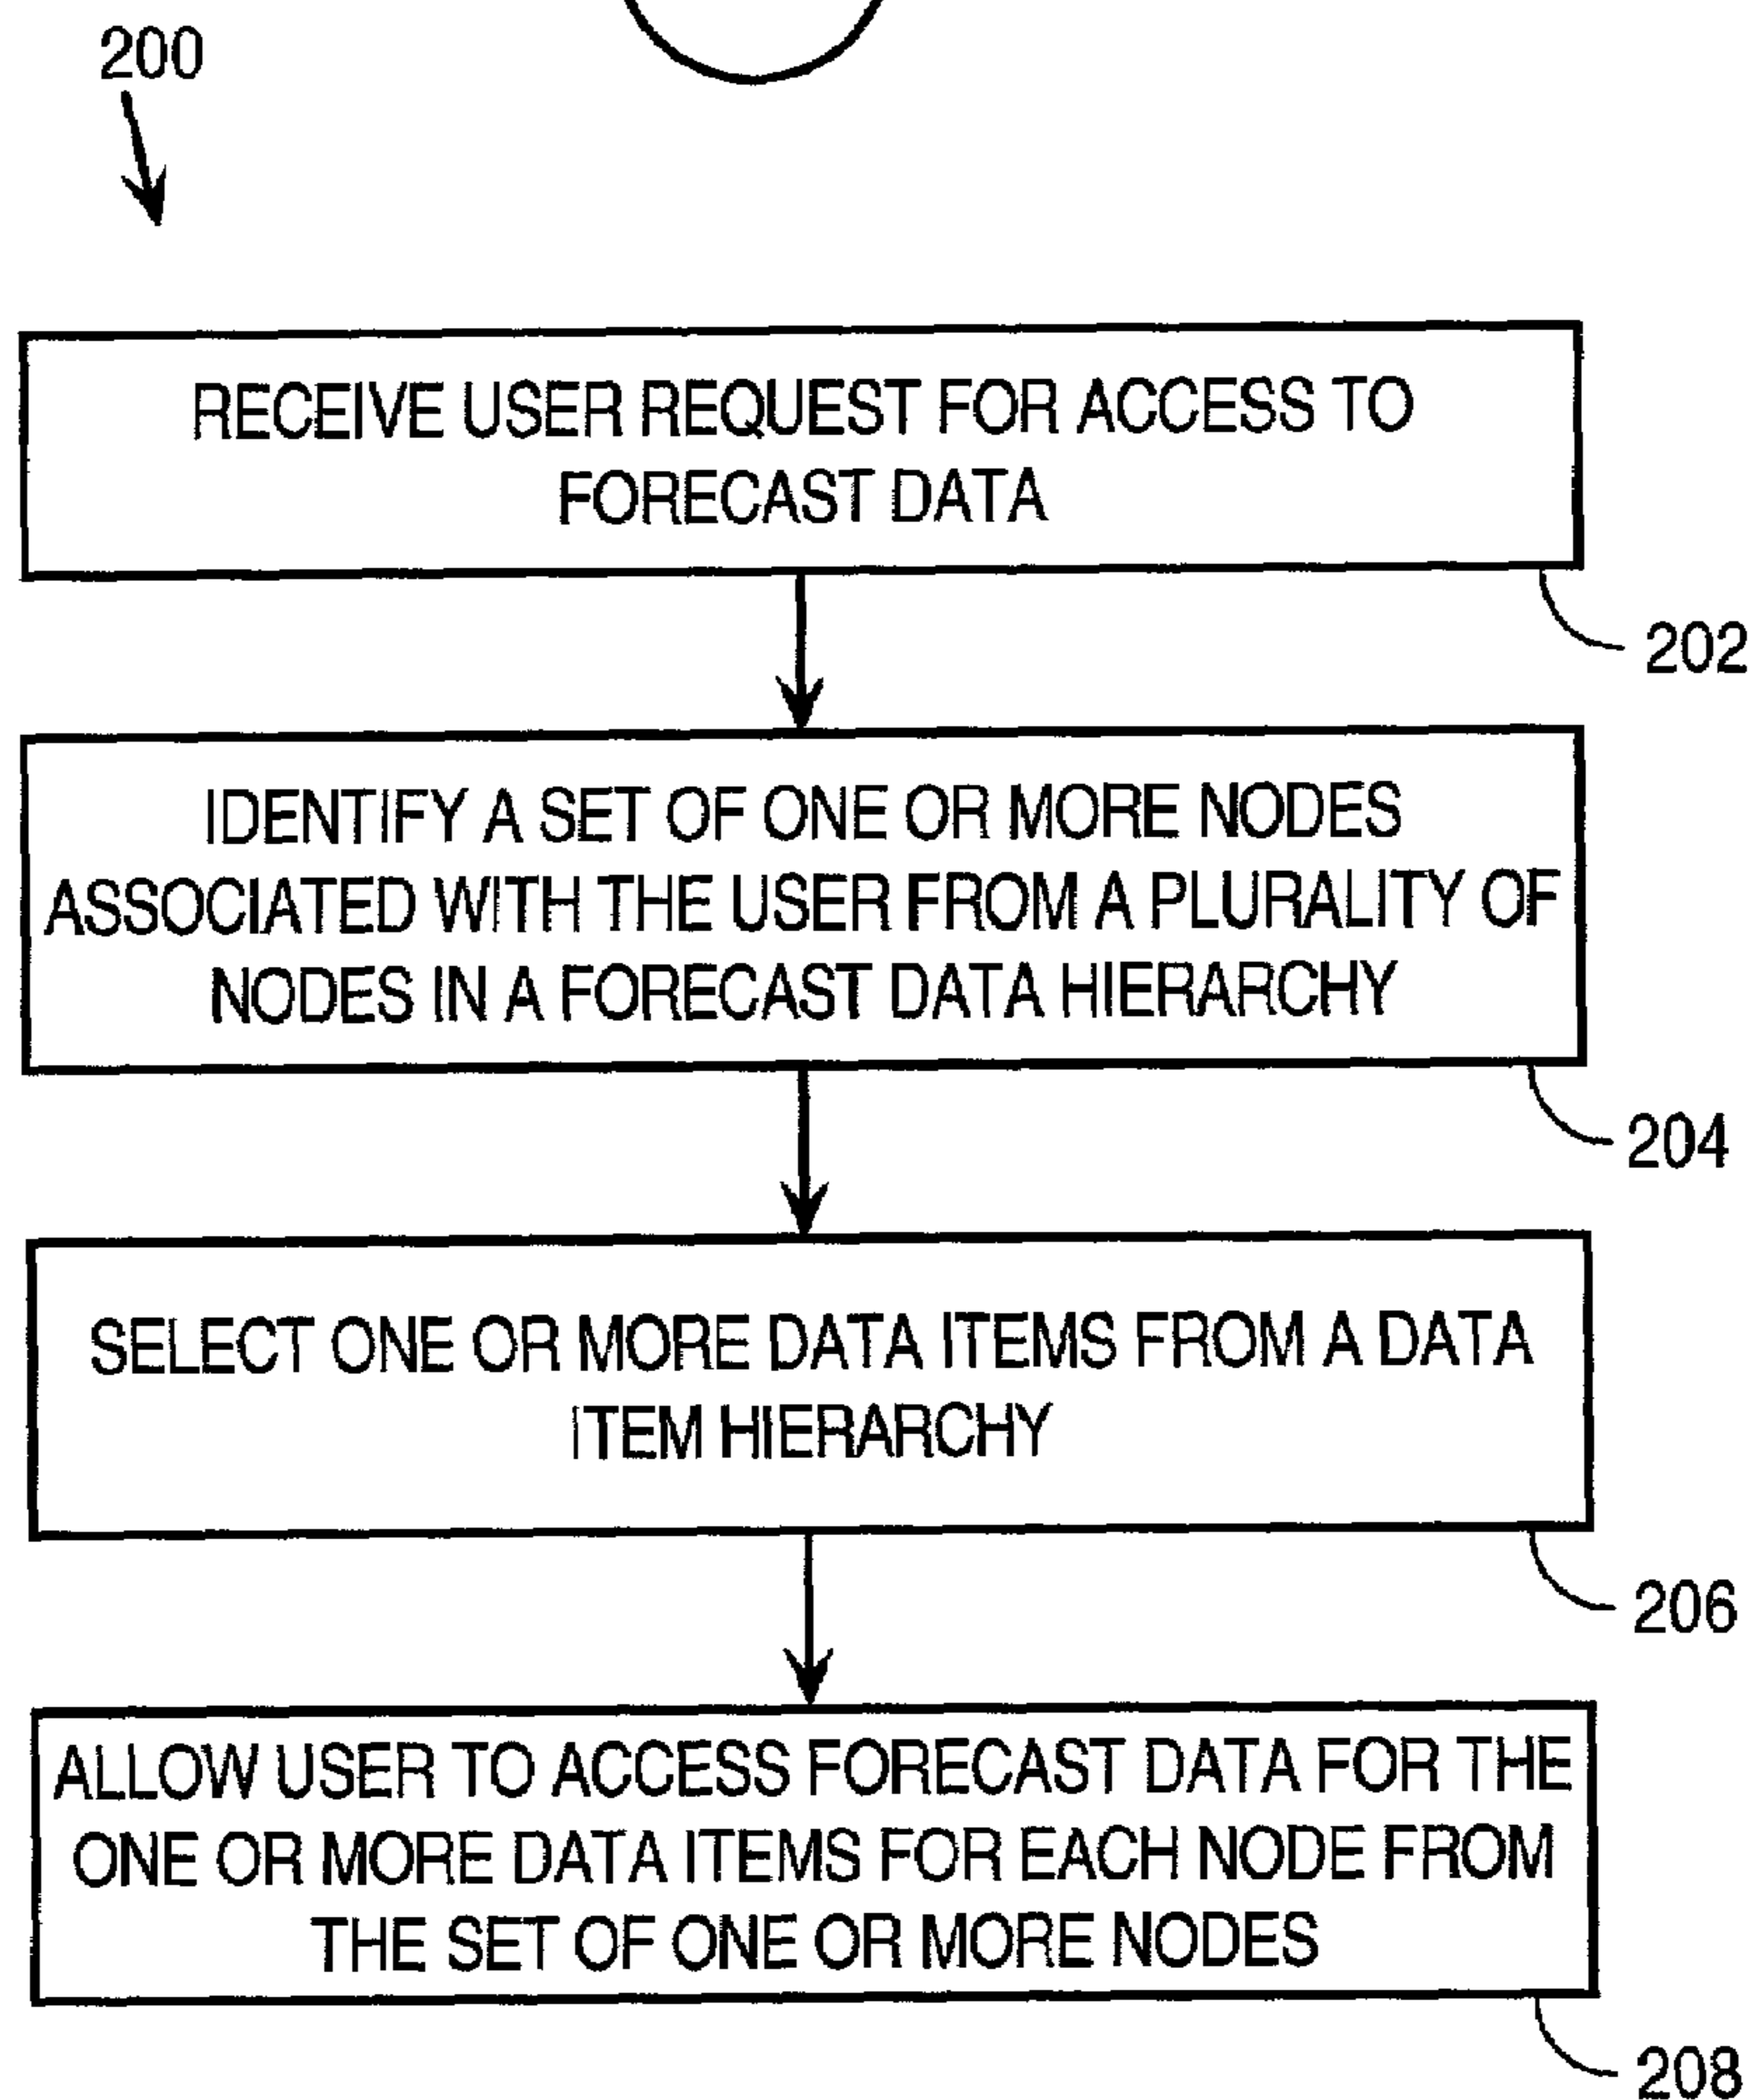 200
RECEIVE USER REQUEST FOR ACCESS TO
FORECAST DATA
202
IDENTIFY A SET OF ONE OR MORE NODES
ASSOCIATED WITH THE USER FROM A PLURALITY OF
NODES IN A FORECAST DATA HIERARCHY
204
SELECT ONE OR MORE DATA ITEMS FROM A DATA
ITEM HIERARCHY
206
ALLOW USER TO ACCESS FORECAST DATA FOR THE
ONE OR MORE DATA ITEMS FOR EACH NODE FROM
THE SET OF ONE OR MORE NODES
208